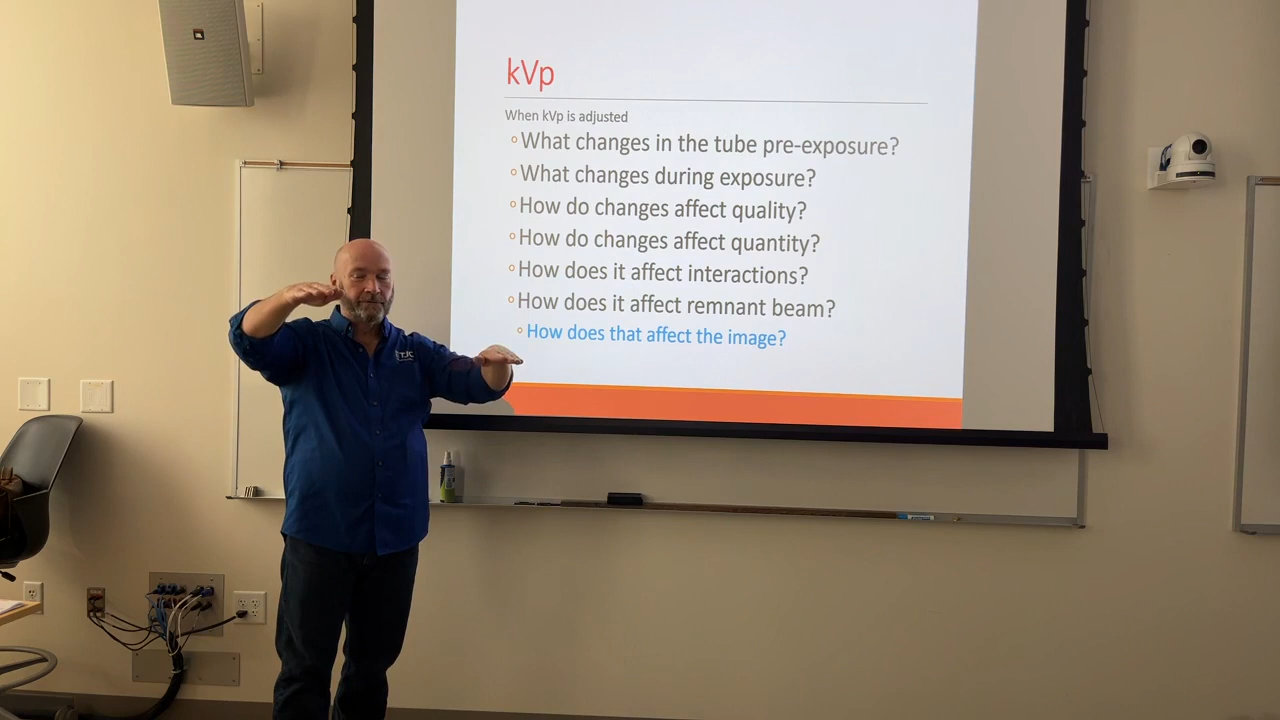 kVp
When kVp is adjusted
What changes in the tube pre-exposure?
What changes during exposure?
How do changes affect quality?
How do changes affect quantity?
How does it affect interactions?
How does it affect remnant beam?
How does that affect the image?
TJC
JBL